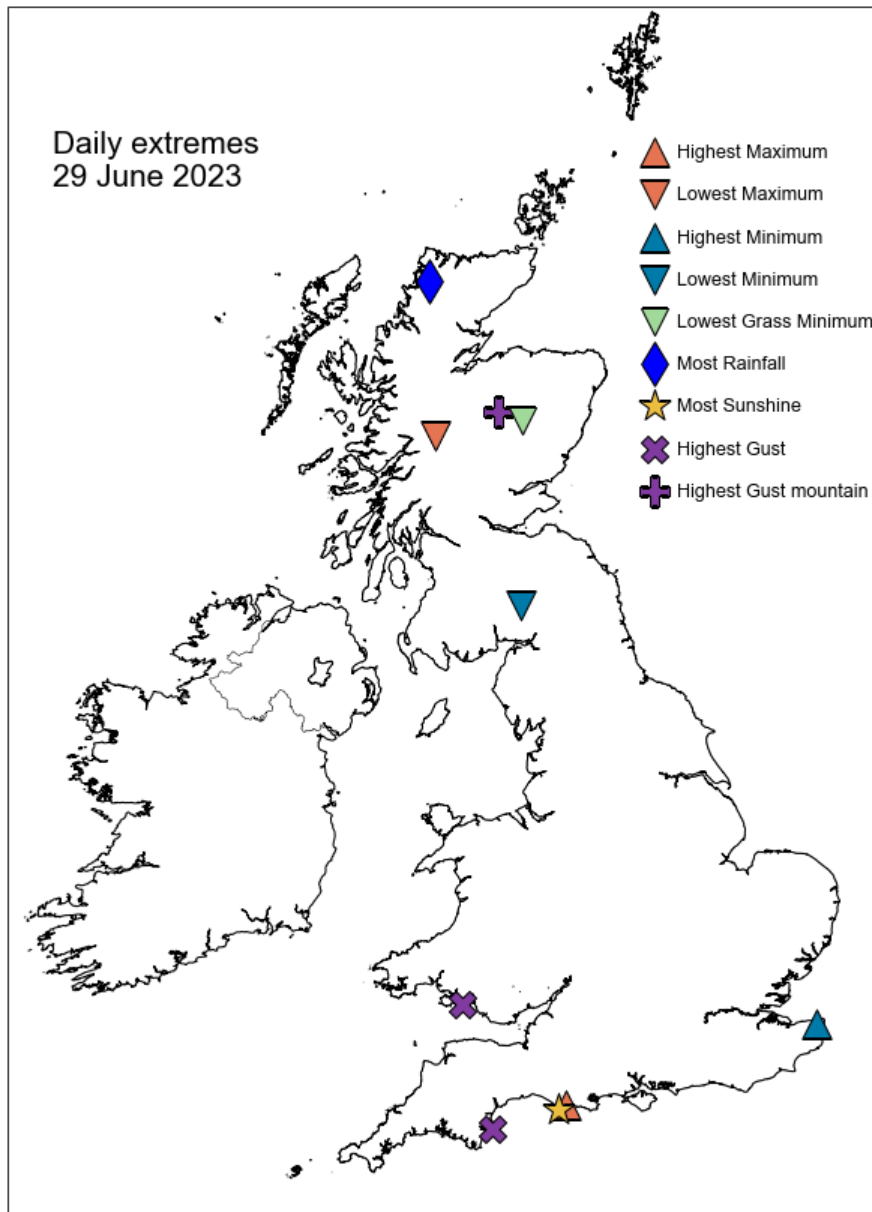 Daily extremes
29 June 2023
Highest Maximum
Lowest Maximum
Highest Minimum
Lowest Minimum
Lowest Grass Minimum
Most Rainfall
Most Sunshine
Highest Gust
Highest Gust mountain